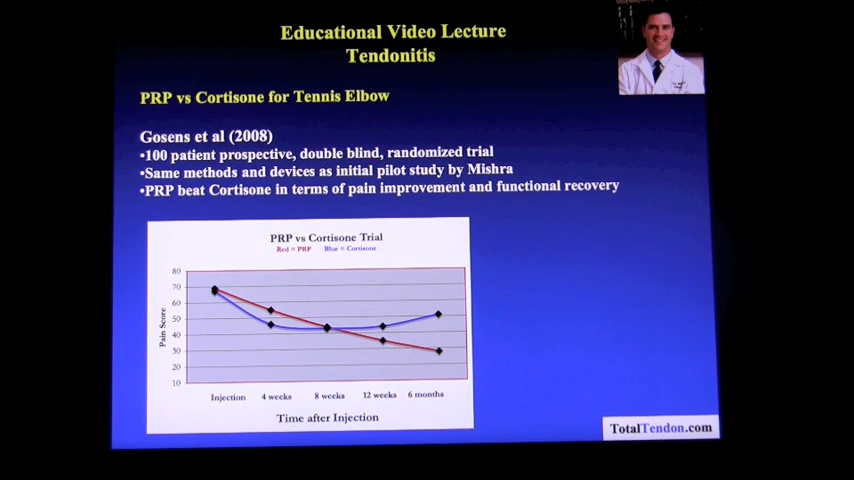 Educational Video Lecture
Tendonitis
PRP vs Cortisone for Tennis Elbow
Gosens et al (2008)
•100 patient prospective, double blind, randomized trial
•Same methods and devices as initial pilot study by Mishra
•PRP beat Cortisone in terms of pain improvement and functional recovery
PRP vs Cortisone Trial
Red = PRP Blue = Cortisone
80
70
60
50
40
30
20
10
Pain Score
Injection 4 weeks 8 weeks 12 weeks 6 months
Time after Injection
TotalTendon.com